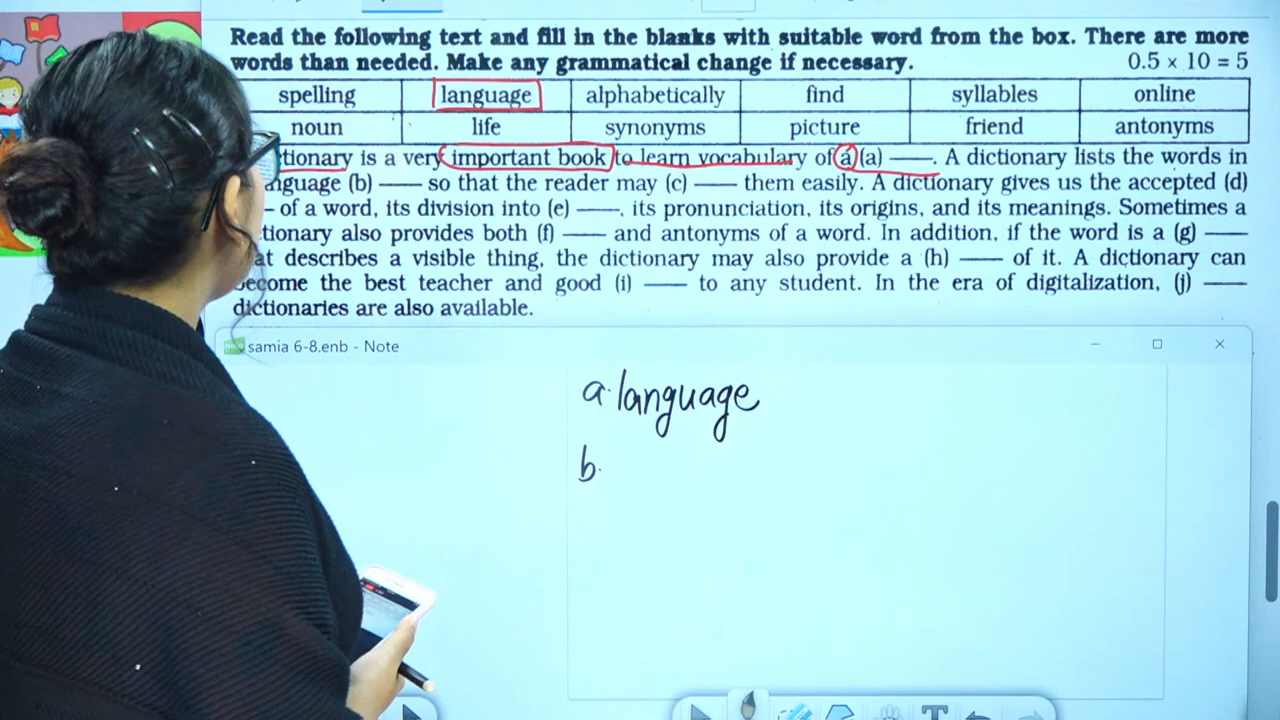 Read the following text and fill in the blanks with suitable word from the box. There are more
words than needed. Make any grammatical change if necessary. 0.5 × 10 = 5
spelling language alphabetically find syllables online
noun life synonyms picture friend antonyms
tionary is a very important book to learn vocabulary of a (a) ——. A dictionary lists the words in
nguage (b) —— so that the reader may (c) —— them easily. A dictionary gives us the accepted (d)
— of a word, its division into (e) ——, its pronunciation, its origins, and its meanings. Sometimes a
tionary also provides both (f) —— and antonyms of a word. In addition, if the word is a (g) ——
at describes a visible thing, the dictionary may also provide a (h) —— of it. A dictionary can
ecome the best teacher and good (i) —— to any student. In the era of digitalization, (j) ——
dictionaries are also available.
samia 6-8.enb - Note
a. language
b.